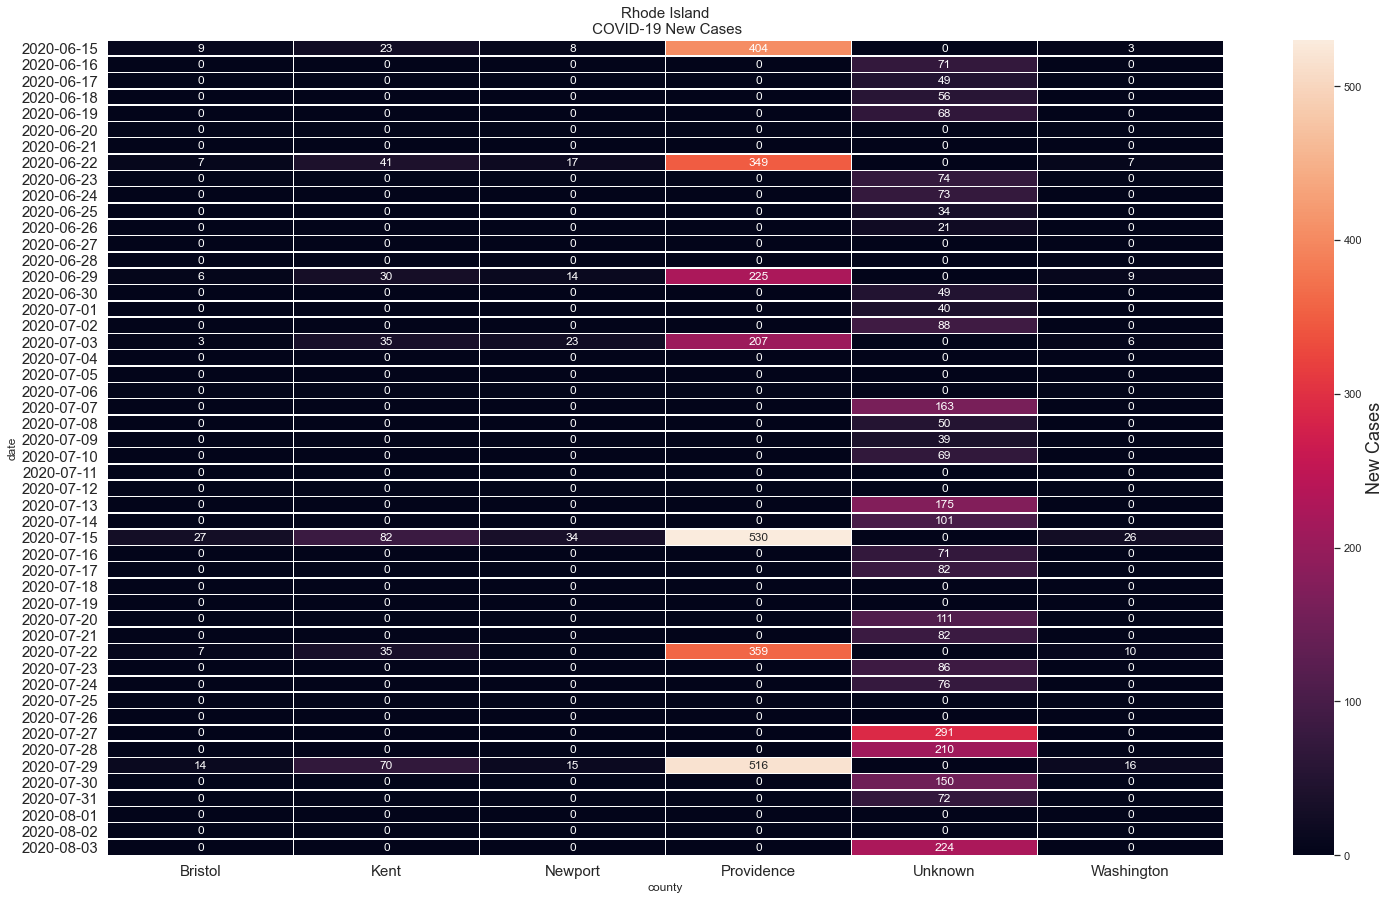 Rhode Island
COVID-19 New Cases
2020-06-15 9 23 8 404 0 3
2020-06-16 0 0 0 0 71 0
2020-06-17 0 0 0 0 49 0
2020-06-18 0 0 0 0 56 0
2020-06-19 0 0 0 0 68 0
2020-06-20 0 0 0 0 0 0
2020-06-21 0 0 0 0 0 0
2020-06-22 7 41 17 349 0 7
2020-06-23 0 0 0 0 74 0
2020-06-24 0 0 0 0 73 0
2020-06-25 0 0 0 0 34 0
2020-06-26 0 0 0 0 21 0
2020-06-27 0 0 0 0 0 0
2020-06-28 0 0 0 0 0 0
2020-06-29 6 30 14 225 0 9
2020-06-30 0 0 0 0 49 0
2020-07-01 0 0 0 0 40 0
2020-07-02 0 0 0 0 88 0
2020-07-03 3 35 23 207 0 6
2020-07-04 0 0 0 0 0 0
2020-07-05 0 0 0 0 0 0
2020-07-06 0 0 0 0 0 0
2020-07-07 0 0 0 0 163 0
2020-07-08 0 0 0 0 50 0
2020-07-09 0 0 0 0 39 0
2020-07-10 0 0 0 0 69 0
2020-07-11 0 0 0 0 0 0
2020-07-12 0 0 0 0 0 0
2020-07-13 0 0 0 0 175 0
2020-07-14 0 0 0 0 101 0
2020-07-15 27 82 34 530 0 26
2020-07-16 0 0 0 0 71 0
2020-07-17 0 0 0 0 82 0
2020-07-18 0 0 0 0 0 0
2020-07-19 0 0 0 0 0 0
2020-07-20 0 0 0 0 111 0
2020-07-21 0 0 0 0 82 0
2020-07-22 7 35 0 359 0 10
2020-07-23 0 0 0 0 86 0
2020-07-24 0 0 0 0 76 0
2020-07-25 0 0 0 0 0 0
2020-07-26 0 0 0 0 0 0
2020-07-27 0 0 0 0 291 0
2020-07-28 0 0 0 0 210 0
2020-07-29 14 70 15 516 0 16
2020-07-30 0 0 0 0 150 0
2020-07-31 0 0 0 0 72 0
2020-08-01 0 0 0 0 0 0
2020-08-02 0 0 0 0 0 0
2020-08-03 0 0 0 0 224 0
Bristol Kent Newport Providence Unknown Washington
county
date
500
400
300
200
100
0
New Cases